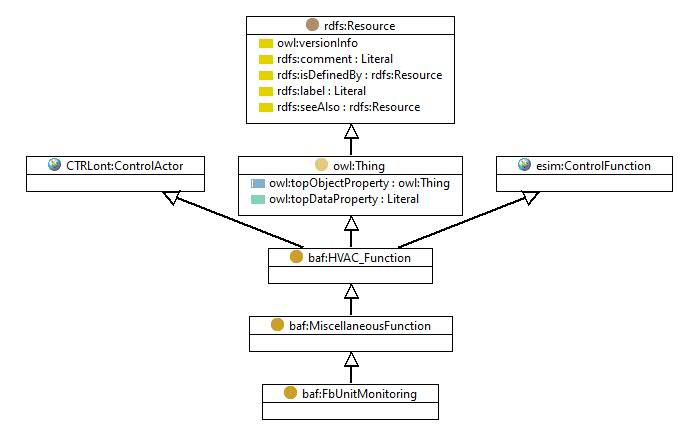 rdfs:Resource
owl:versionInfo
rdfs:comment : Literal
rdfs:isDefinedBy : rdfs:Resource
rdfs:label : Literal
rdfs:seeAlso : rdfs:Resource
CTRLont:ControlActor
owl:Thing
owl:topObjectProperty : owl:Thing
owl:topDataProperty : Literal
esim:ControlFunction
baf:HVAC_Function
baf:MiscellaneousFunction
baf:FbUnitMonitoring